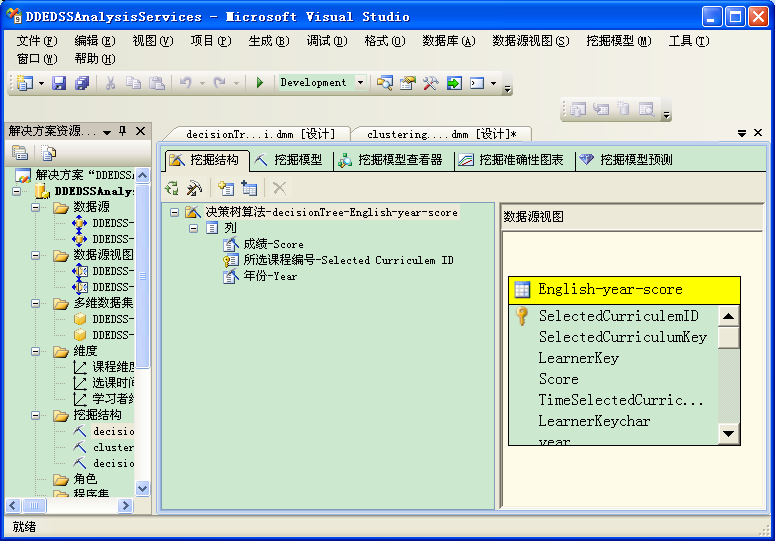 DDEDSSAnalysisServices - Microsoft Visual Studio
文件(F) 编辑(E) 视图(V) 项目(P) 生成(B) 调试(D) 格式(O) 数据库(A) 数据源视图(S) 挖掘模型(M) 工具(T)
窗口(W) 帮助(H)
Development
解决方案资源...
decisionTr...i.dmm [设计] clustering....dmm [设计]*
挖掘结构 挖掘模型 挖掘模型查看器 挖掘准确性图表 挖掘模型预测
解决方案 “DDEDSSA
DDEDSSAnaly
数据源
DDEDSS-
DDEDSS-
数据源视图
DDEDSS-
DDEDSS-
多维数据集
DDEDSS-
DDEDSS-
维度
课程维度
选课时间
学习者维
挖掘结构
decisio
cluster
decisio
角色
程序集
决策树算法-decisionTree-English-year-score
列
成绩-Score
所选课程编号-Selected Curriculem ID
年份-Year
数据源视图
English-year-score
SelectedCurriculemID
SelectedCurriculumKey
LearnerKey
Score
TimeSelectedCurric...
LearnerKeychar
year
就绪